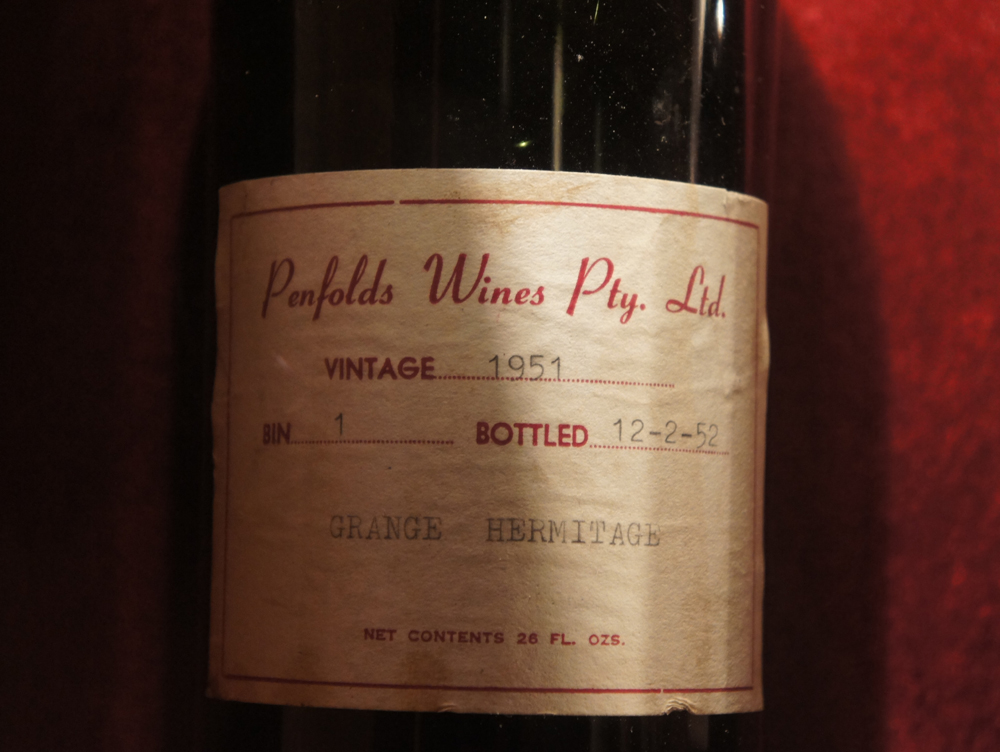 Penfolds Wines Pty. Ltd.
VINTAGE 1951
BIN 1 BOTTLED 12-2-52
GRANGE HERMITAGE
NET CONTENTS 26 FL. OZS.